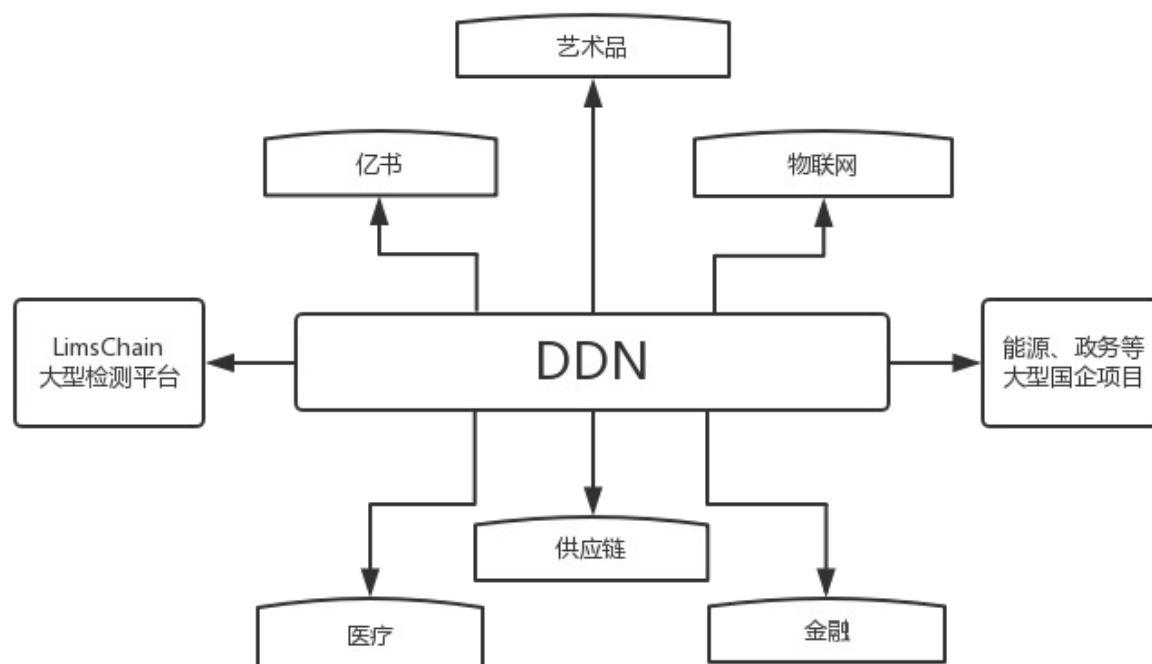 艺术品
亿书
物联网
LimsChain
大型检测平台
DDN
能源、政务等
大型国企项目
供应链
医疗
金融